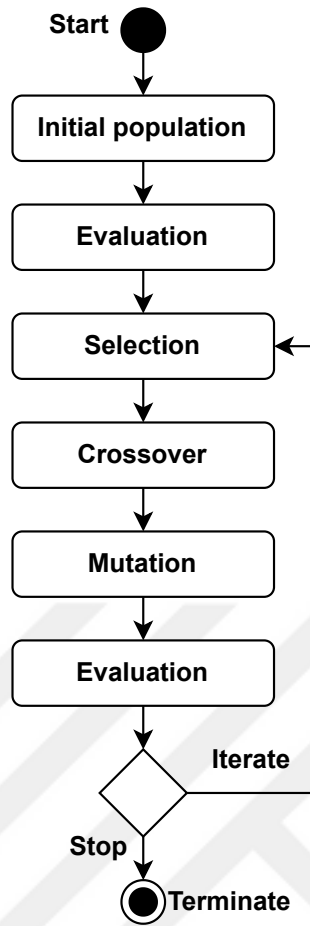 Start
Initial population
Evaluation
Selection
Crossover
Mutation
Evaluation
Iterate
Stop
Terminate